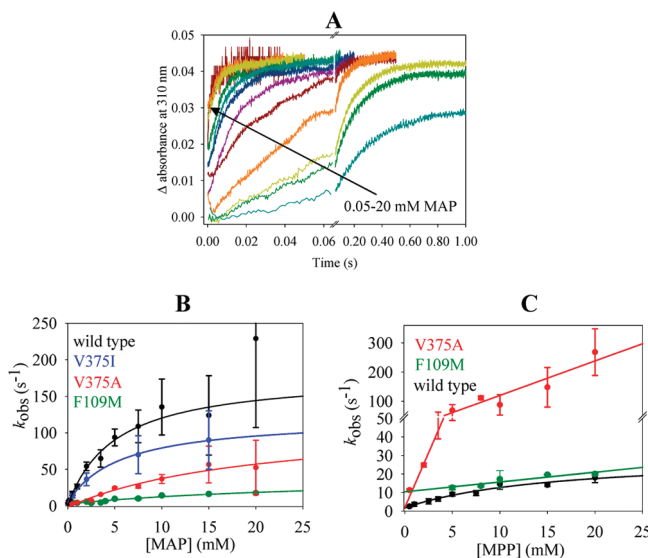 A
Δ absorbance at 310 nm
0.05
0.04
0.03
0.02
0.01
0.00
0.05-20 mM MAP
0.00 0.02 0.04 0.06 0.20 0.40 0.60 0.80 1.00
Time (s)
B
kobs (s-1)
250
200
150
100
50
0
wild type
V375I
V375A
F109M
0 5 10 15 20 25
[MAP] (mM)
C
kobs (s-1)
300
200
100
50
40
30
20
10
0
V375A
F109M
wild type
0 5 10 15 20 25
[MPP] (mM)